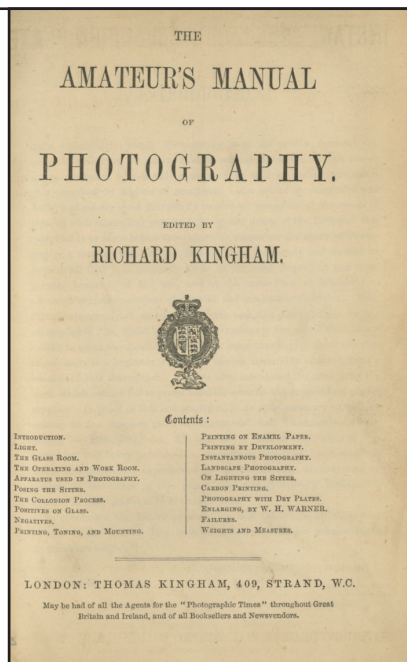 THE
AMATEUR'S MANUAL
OF
PHOTOGRAPHY.
EDITED BY
RICHARD KINGHAM.
Contents:
INTRODUCTION.
LIGHT.
THE GLASS ROOM.
THE OPERATING AND WORK ROOM.
APPARATUS USED IN PHOTOGRAPHY.
POSING THE SITTER.
THE COLLODION PROCESS.
POSITIVES ON GLASS.
NEGATIVES.
PRINTING, TONING, AND MOUNTING.
PRINTING ON ENAMEL PAPER.
PRINTING BY DEVELOPMENT.
INSTANTANEOUS PHOTOGRAPHY.
LANDSCAPE PHOTOGRAPHY.
ON LIGHTING THE SITTER.
CARBON PRINTING.
PHOTOGRAPHY WITH DRY PLATES.
ENLARGING, BY W. H. WARNER.
FAILURES.
WEIGHTS AND MEASURES.
LONDON: THOMAS KINGHAM, 409, STRAND, W.C.
May be had of all the Agents for the "Photographic Times" throughout Great
Britain and Ireland, and of all Booksellers and Newsvendors.